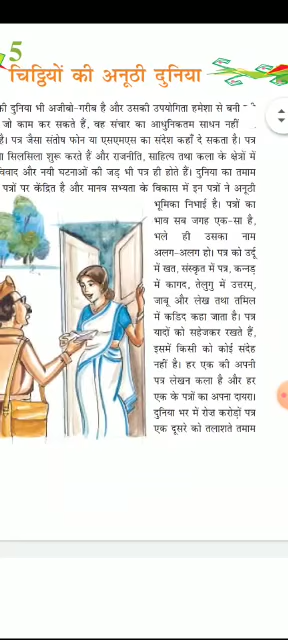 5
चिट्ठियों की अनूठी दुनिया
की दुनिया भी अजीबो-गरीब है और उसकी उपयोगिता हमेशा से बनी
जो काम कर सकते हैं, वह संचार का आधुनिकतम साधन नहीं
है। पत्र जैसा संतोष फोन या एसएमएस का संदेश कहाँ दे सकता है। पत्र
सिलसिला शुरू करते हैं और राजनीति, साहित्य तथा कला के क्षेत्रों में
विवाद और नयी घटनाओं की जड़ भी पत्र ही होते हैं। दुनिया का तमाम
पत्रों पर केंद्रित है और मानव सभ्यता के विकास में इन पत्रों ने अनूठी
भूमिका निभाई है। पत्रों का
भाव सब जगह एक-सा है,
भले ही उसका नाम
अलग-अलग हो। पत्र को उर्दू
में खत, संस्कृत में पत्र, कन्नड़
में कागद, तेलुगु में उत्तरम्,
जाबू और लेख तथा तमिल
में कडिद कहा जाता है। पत्र
यादों को सहेजकर रखते हैं,
इसमें किसी को कोई संदेह
नहीं है। हर एक की अपनी
पत्र लेखन कला है और हर
एक के पत्रों का अपना दायरा।
दुनिया भर में रोज़ करोड़ों पत्र
एक दूसरे को तलाशते तमाम